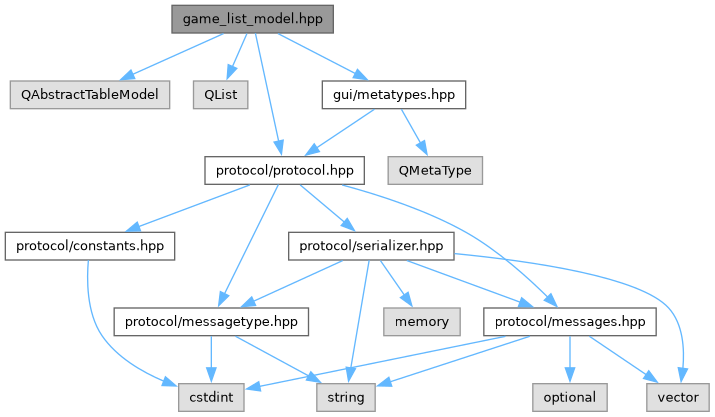 game_list_model.hpp
QAbstractTableModel
QList
gui/metatypes.hpp
protocol/protocol.hpp
QMetaType
protocol/constants.hpp
protocol/serializer.hpp
protocol/messagetype.hpp
memory
protocol/messages.hpp
cstdint
string
optional
vector